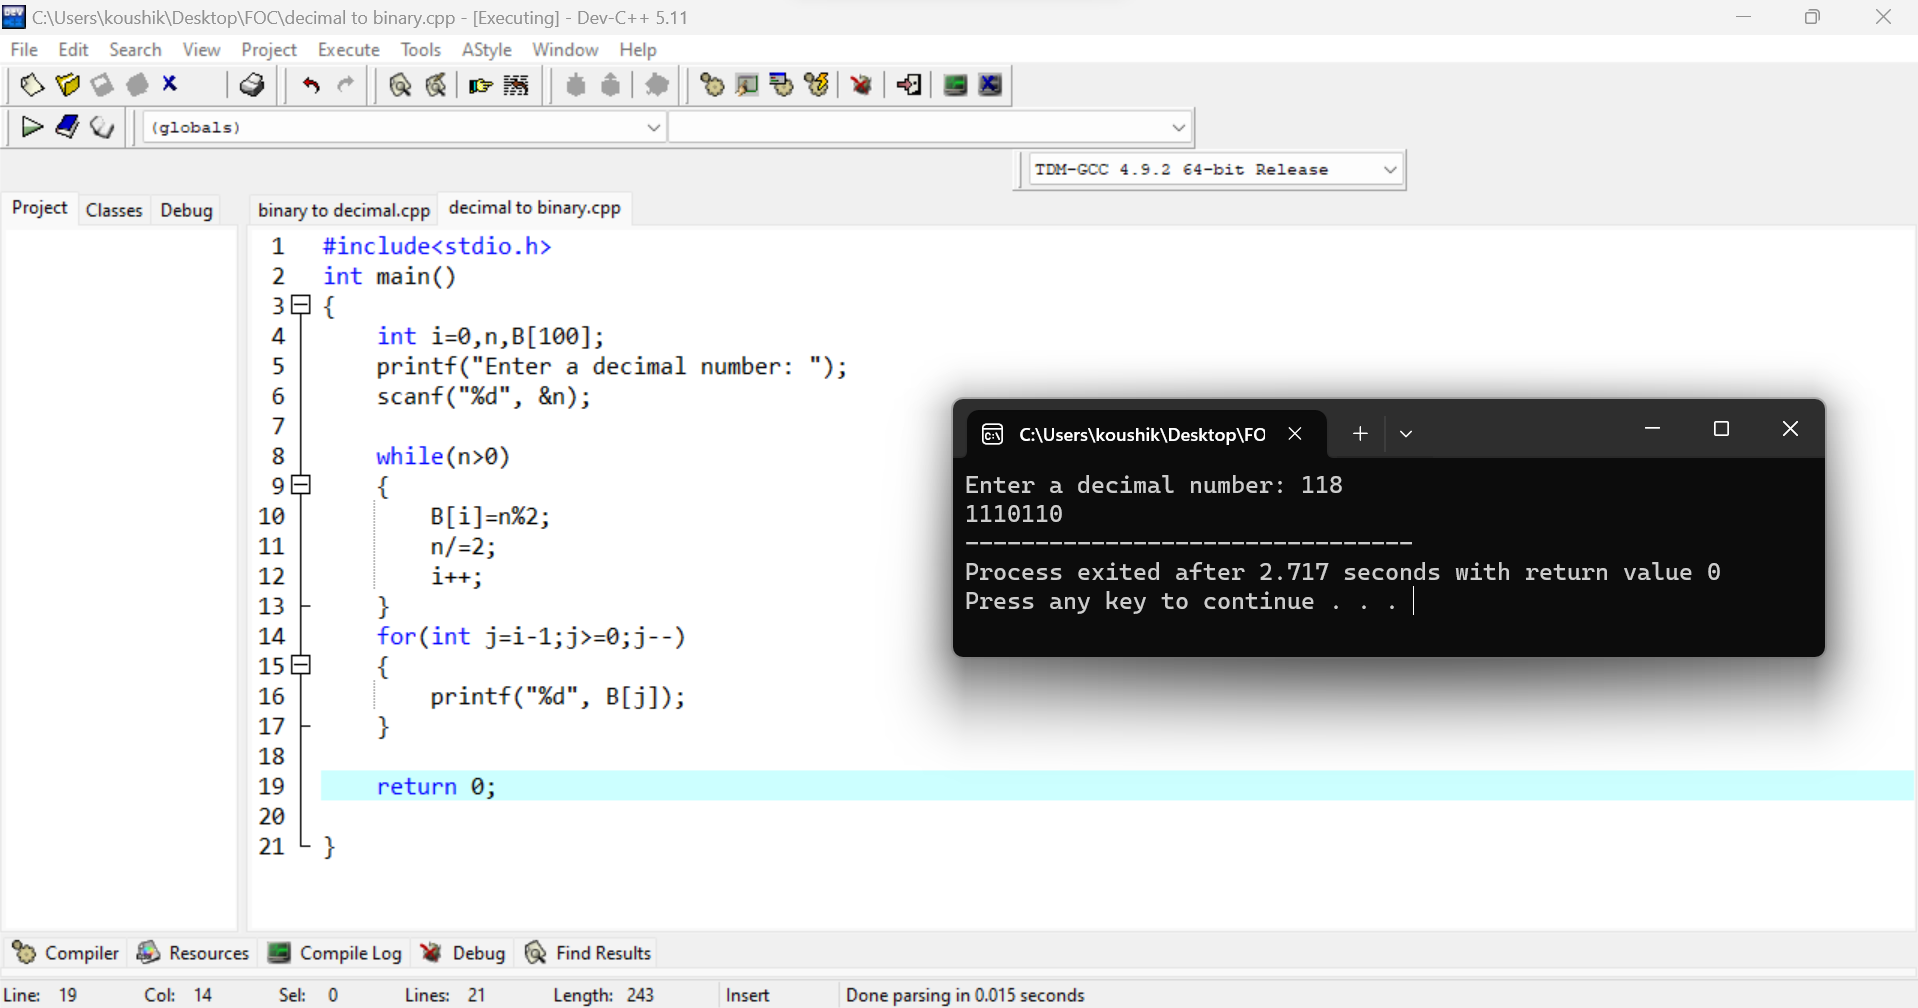 C:\Users\koushik\Desktop\FOC\decimal to binary.cpp - [Executing] - Dev-C++ 5.11
File Edit Search View Project Execute Tools AStyle Window Help
(globals)
TDM-GCC 4.9.2 64-bit Release
Project Classes Debug
binary to decimal.cpp decimal to binary.cpp
1 #include<stdio.h>
2 int main()
3 {
4 int i=0,n,B[100];
5 printf("Enter a decimal number: ");
6 scanf("%d", &n);
7
8 while(n>0)
9 {
10 B[i]=n%2;
11 n/=2;
12 i++;
13 }
14 for(int j=i-1;j>=0;j--)
15 {
16 printf("%d", B[j]);
17 }
18
19 return 0;
20
21 }
C:\Users\koushik\Desktop\FO
Enter a decimal number: 118
1110110
--------------------------------
Process exited after 2.717 seconds with return value 0
Press any key to continue . . .
Compiler Resources Compile Log Debug Find Results
Line: 19 Col: 14 Sel: 0 Lines: 21 Length: 243 Insert Done parsing in 0.015 seconds